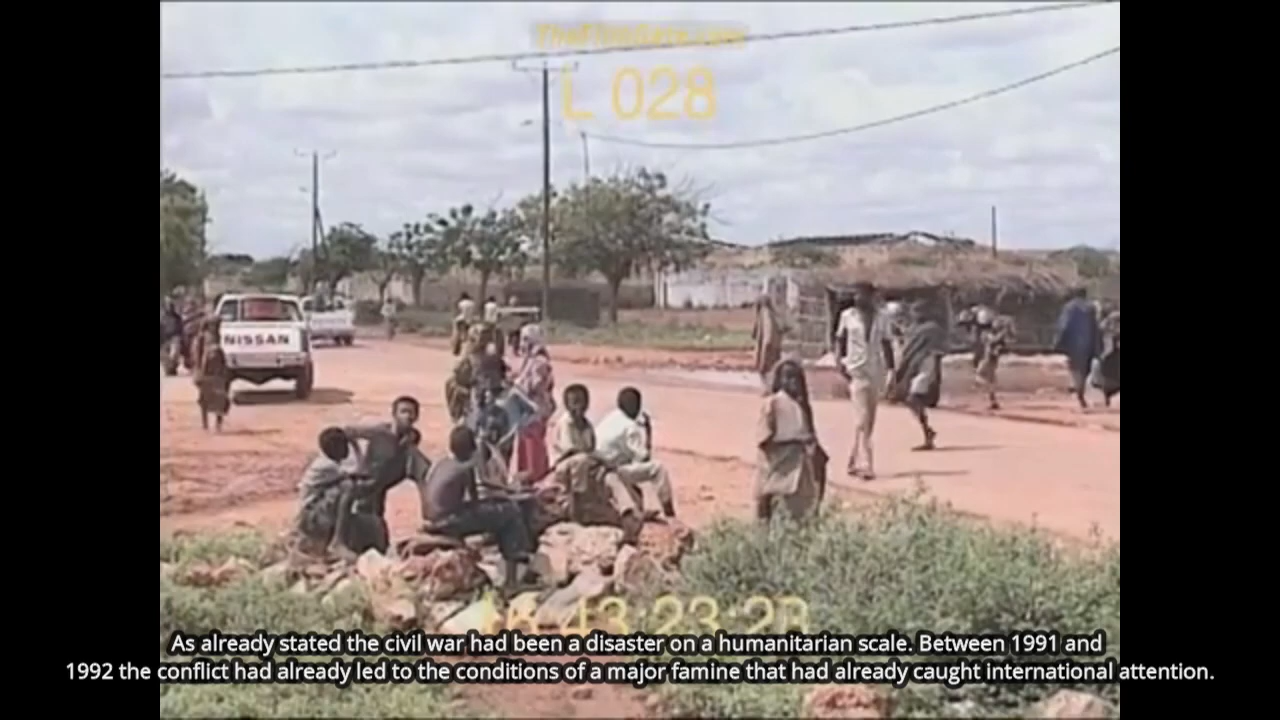 TheFilmGate.com
L 028
NISSAN
As already stated the civil war had been a disaster on a humanitarian scale. Between 1991 and
1992 the conflict had already led to the conditions of a major famine that had already caught international attention.